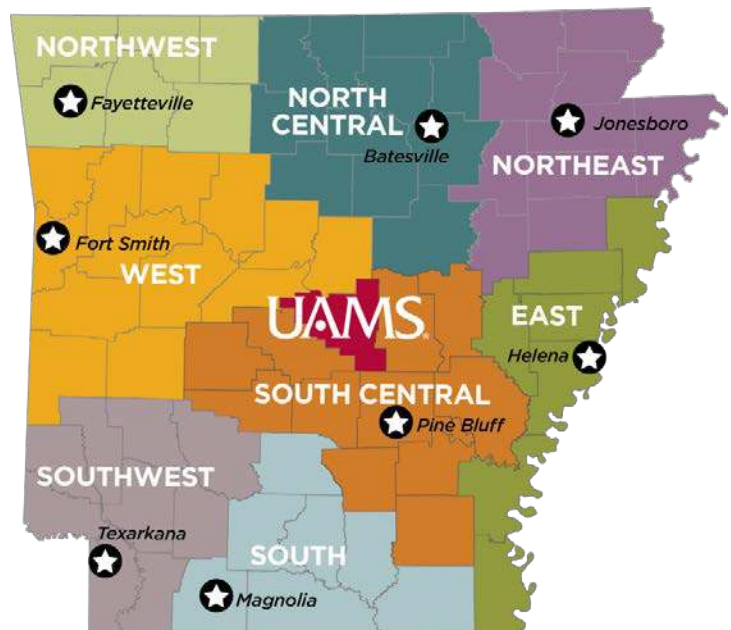 NORTHWEST
Fayetteville
NORTH
CENTRAL
Batesville
Jonesboro
NORTHEAST
Fort Smith
WEST
UAMS®
EAST
Helena
SOUTH CENTRAL
Pine Bluff
SOUTHWEST
Texarkana
SOUTH
Magnolia